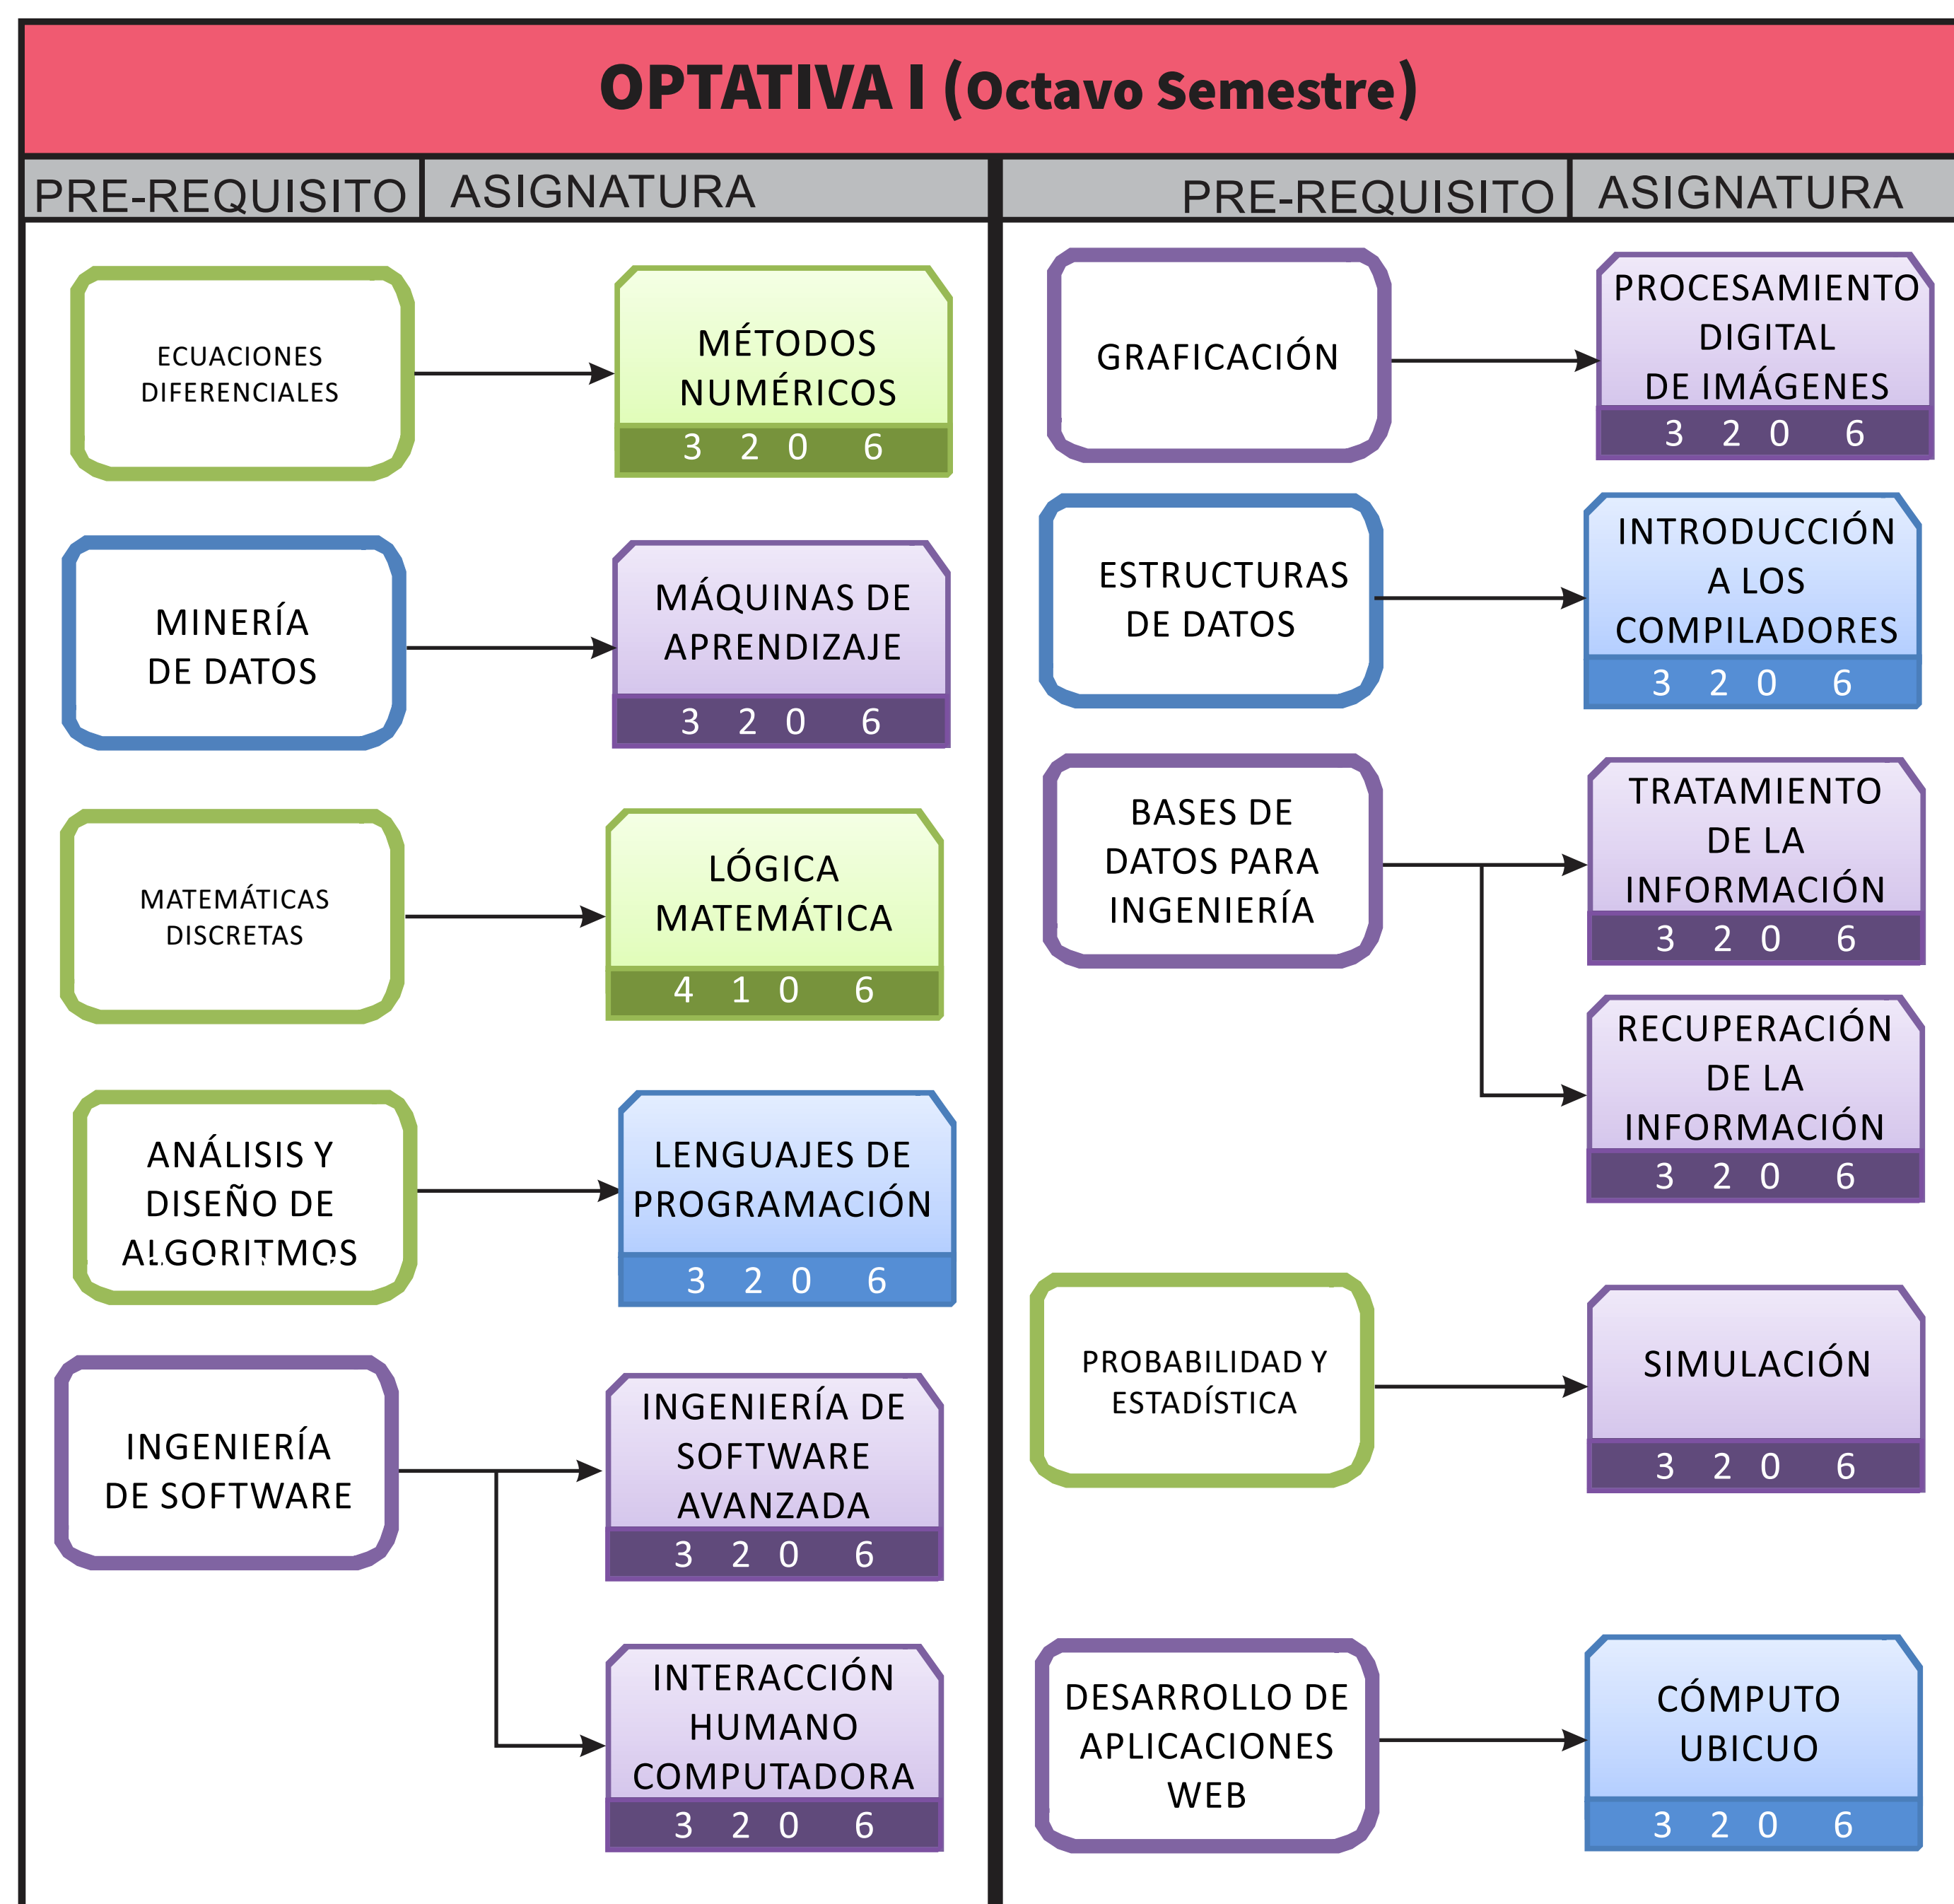 OPTATIVA I (Octavo Semestre)
PRE-REQUISITO
ASIGNATURA
ECUACIONES
DIFERENCIALES
MÉTODOS
NUMÉRICOS
3 2 0 6
MINERÍA
DE DATOS
MÁQUINAS DE
APRENDIZAJE
3 2 0 6
MATEMÁTICAS
DISCRETAS
LÓGICA
MATEMÁTICA
4 1 0 6
ANÁLISIS Y
DISEÑO DE
ALGORITMOS
LENGUAJES DE
PROGRAMACIÓN
3 2 0 6
INGENIERÍA
DE SOFTWARE
INGENIERÍA DE
SOFTWARE
AVANZADA
3 2 0 6
INTERACCIÓN
HUMANO
COMPUTADORA
3 2 0 6
PRE-REQUISITO
ASIGNATURA
GRAFICACIÓN
PROCESAMIENTO
DIGITAL
DE IMÁGENES
3 2 0 6
ESTRUCTURAS
DE DATOS
INTRODUCCIÓN
A LOS
COMPILADORES
3 2 0 6
BASES DE
DATOS PARA
INGENIERÍA
TRATAMIENTO
DE LA
INFORMACIÓN
3 2 0 6
RECUPERACIÓN
DE LA
INFORMACIÓN
3 2 0 6
PROBABILIDAD Y
ESTADÍSTICA
SIMULACIÓN
3 2 0 6
DESARROLLO DE
APLICACIONES
WEB
CÓMPUTO
UBICUO
3 2 0 6